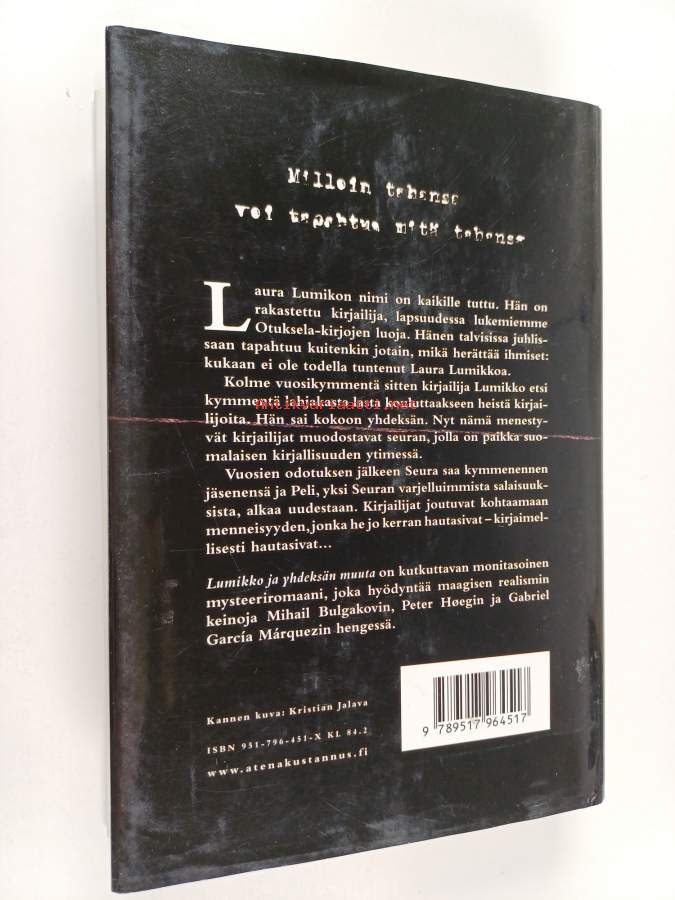 Milloin tahansa
voi tapahtua mitä tahansa
Laura Lumikon nimi on kaikille tuttu. Hän on
rakastettu kirjailija, lapsuudessa lukemiemme
Otuksela-kirjojen luoja. Hänen talvisissa juhlis-
saan tapahtuu kuitenkin jotain, mikä herättää ihmiset:
kukaan ei ole todella tuntenut Laura Lumikkoa.
Kolme vuosikymmentä sitten kirjailija Lumikko etsi
kymmentä lahjakasta lasta kouluttaakseen heistä kirjai-
lijoita. Hän sai kokoon yhdeksän. Nyt nämä menesty-
vät kirjailijat muodostavat seuran, jolla on paikka suo-
malaisen kirjallisuuden ytimessä.
Vuosien odotuksen jälkeen Seura saa kymmenennen
jäsenensä ja Peli, yksi Seuran varjelluimmista salaisuuk-
sista, alkaa uudestaan. Kirjailijat joutuvat kohtaamaan
menneisyyden, jonka he jo kerran hautasivat – kirjaimel-
lisesti hautasivat...
Lumikko ja yhdeksän muuta on kutkuttavan monitasoinen
mysteeriromaani, joka hyödyntää maagisen realismin
keinoja Mihail Bulgakovin, Peter Høegin ja Gabriel
García Márquezin hengessä.
Kannen kuva: Kristian Jalava
ISBN 951-796-451-X KL 84.2
www.atenakustannus.fi
9 789517 964517